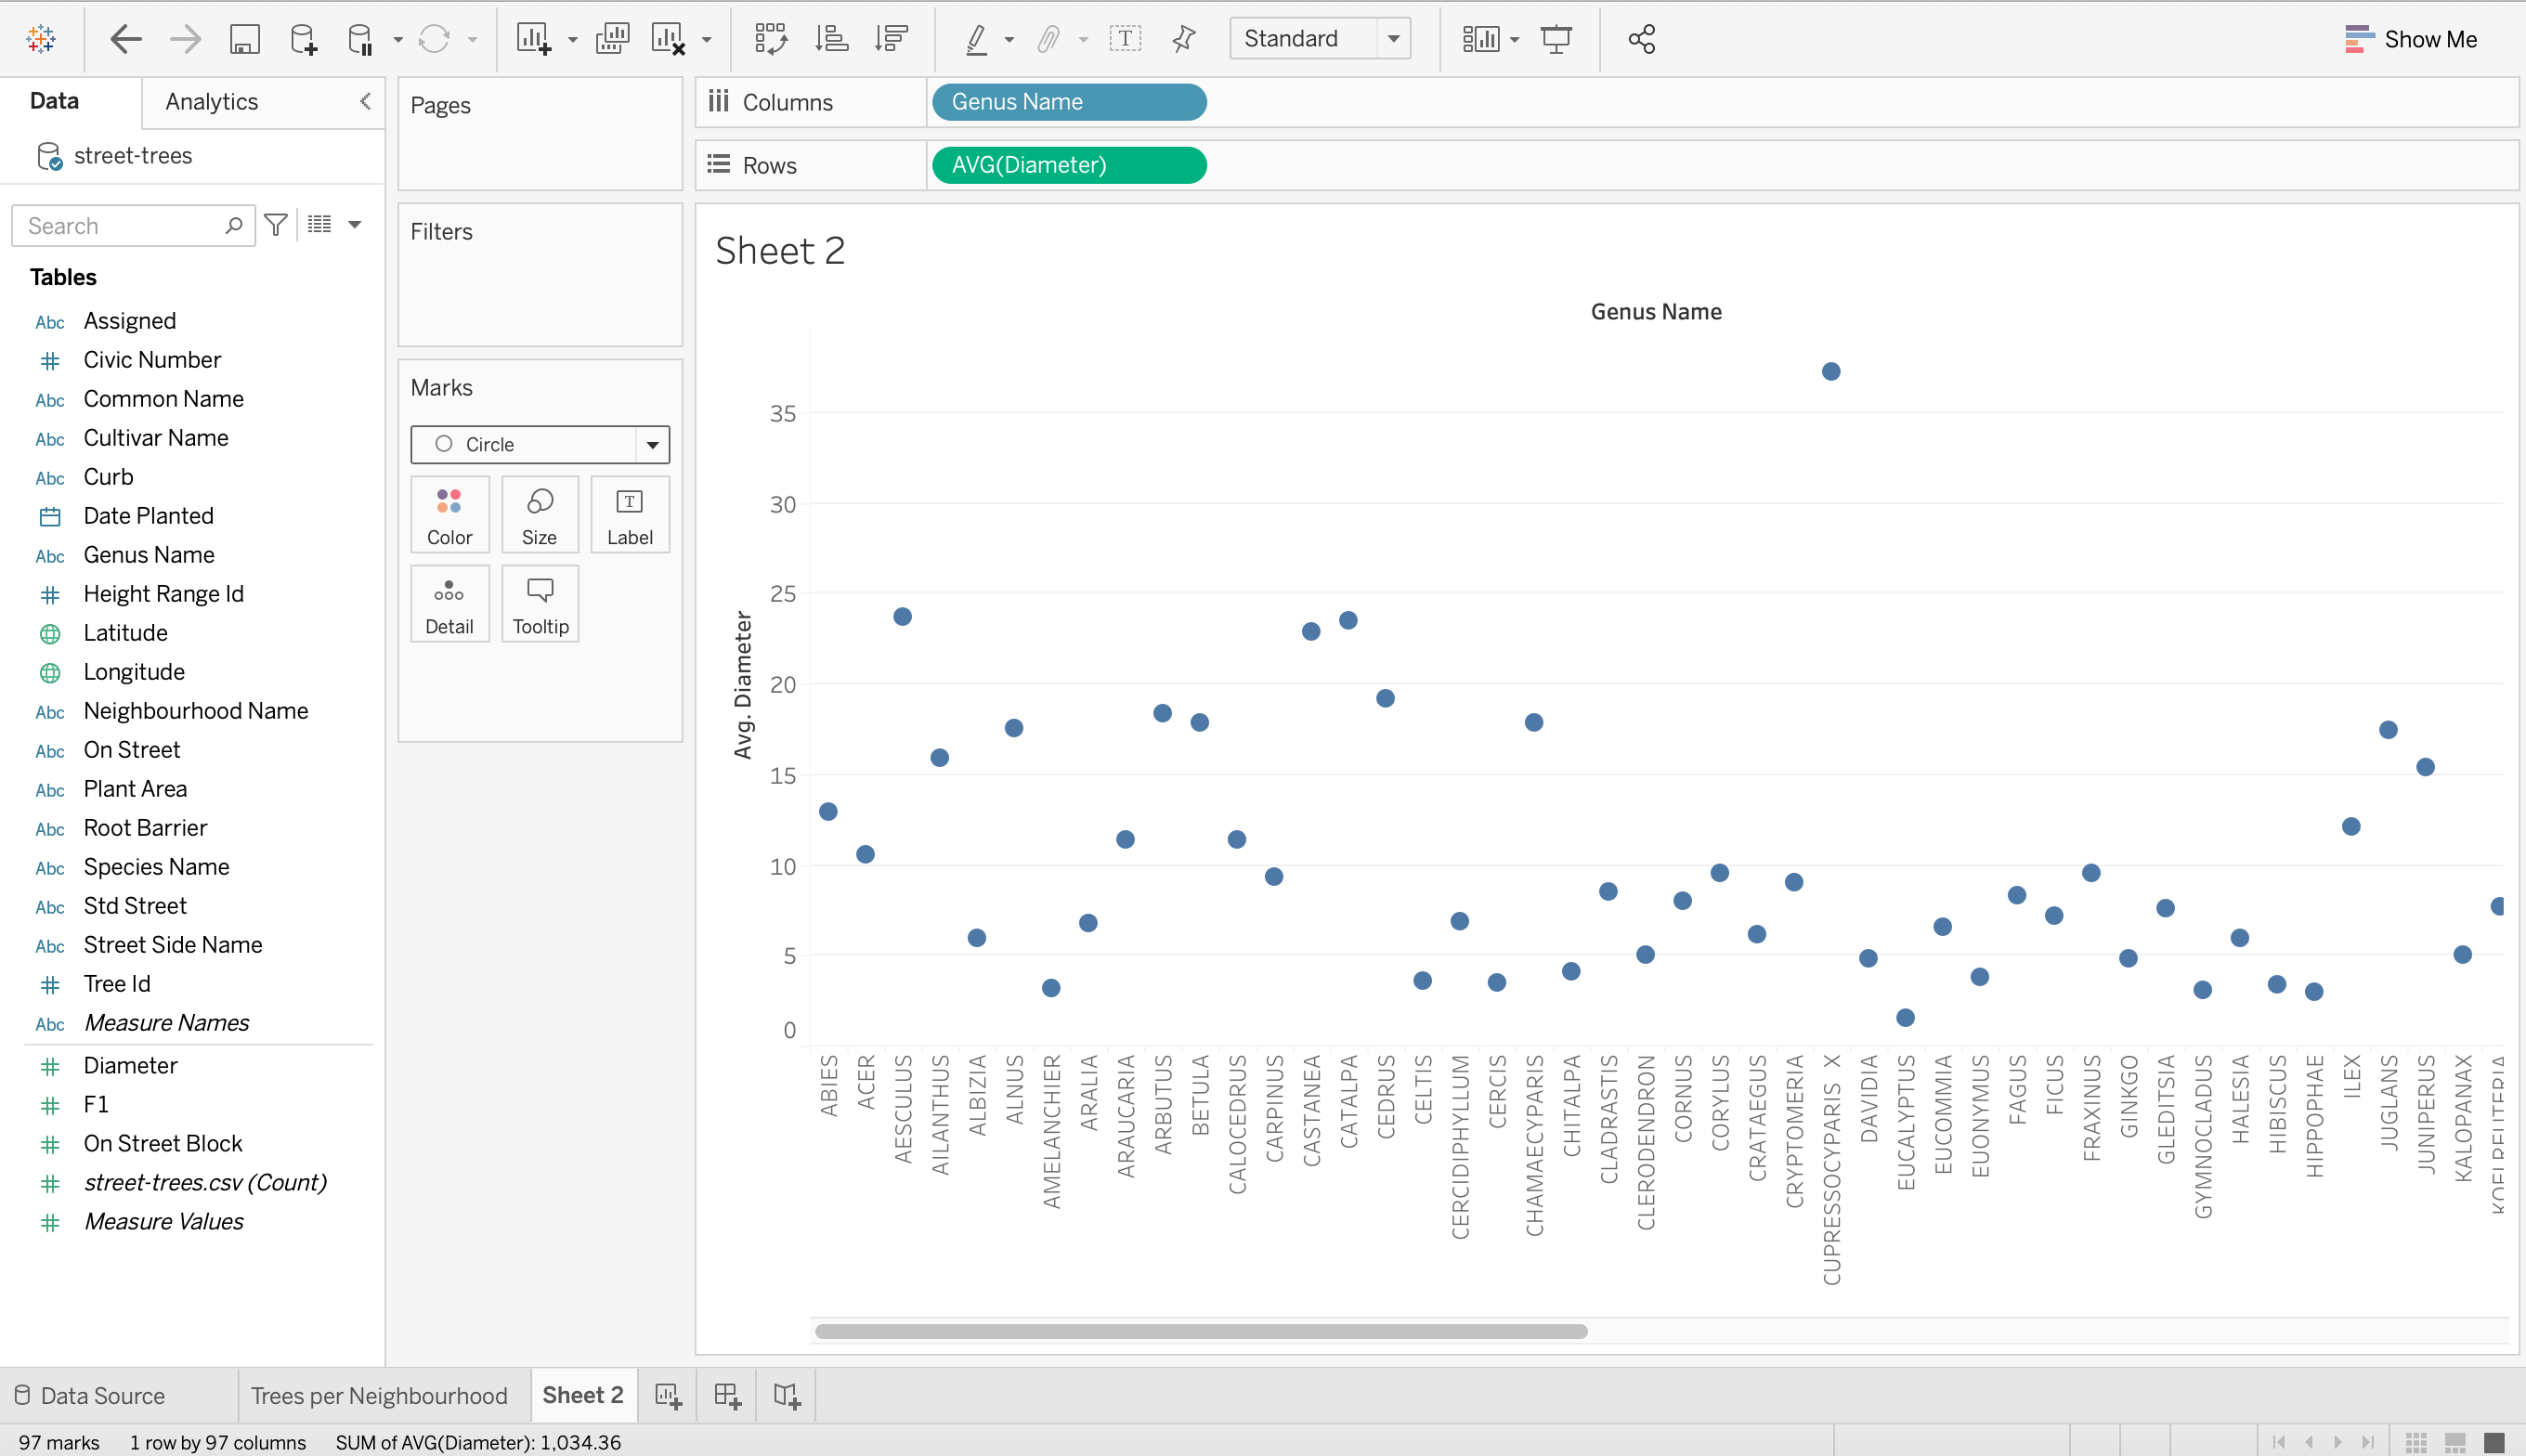 Standard
Show Me
Data
Analytics
street-trees
Search
Tables
Abc Assigned
Civic Number
Abc Common Name
Abc Cultivar Name
Abc Curb
Date Planted
Abc Genus Name
Height Range Id
Latitude
Longitude
Abc Neighbourhood Name
Abc On Street
Abc Plant Area
Abc Root Barrier
Abc Species Name
Abc Std Street
Abc Street Side Name
Tree Id
Abc Measure Names
Diameter
F1
On Street Block
street-trees.csv (Count)
Measure Values
Pages
Filters
Marks
Circle
Color
Size
Label
Detail
Tooltip
Columns
Genus Name
Rows
AVG(Diameter)
Sheet 2
Genus Name
Avg. Diameter
35
30
25
20
15
10
5
0
ABIES
ACER
AESCULUS
AILANTHUS
ALBIZIA
ALNUS
AMELANCHIER
ARALIA
ARAUCARIA
ARBUTUS
BETULA
CALOCEDRUS
CARPINUS
CASTANEA
CATALPA
CEDRUS
CELTIS
CERCIDIPHYLLUM
CERCIS
CHAMAECYPARIS
CHITALPA
CLADRASTIS
CLERODENDRON
CORNUS
CORYLUS
CRATAEGUS
CRYPTOMERIA
CUPRESSOCYPARIS X
DAVIDIA
EUCALYPTUS
EUCOMMIA
EUONYMUS
FAGUS
FICUS
FRAXINUS
GINKGO
GLEDITSIA
GYMNOCLADUS
HALESIA
HIBISCUS
HIPPOPHAE
ILEX
JUGLANS
JUNIPERUS
KALOPANAX
Data Source
Trees per Neighbourhood
Sheet 2
97 marks
1 row by 97 columns
SUM of AVG(Diameter): 1,034.36